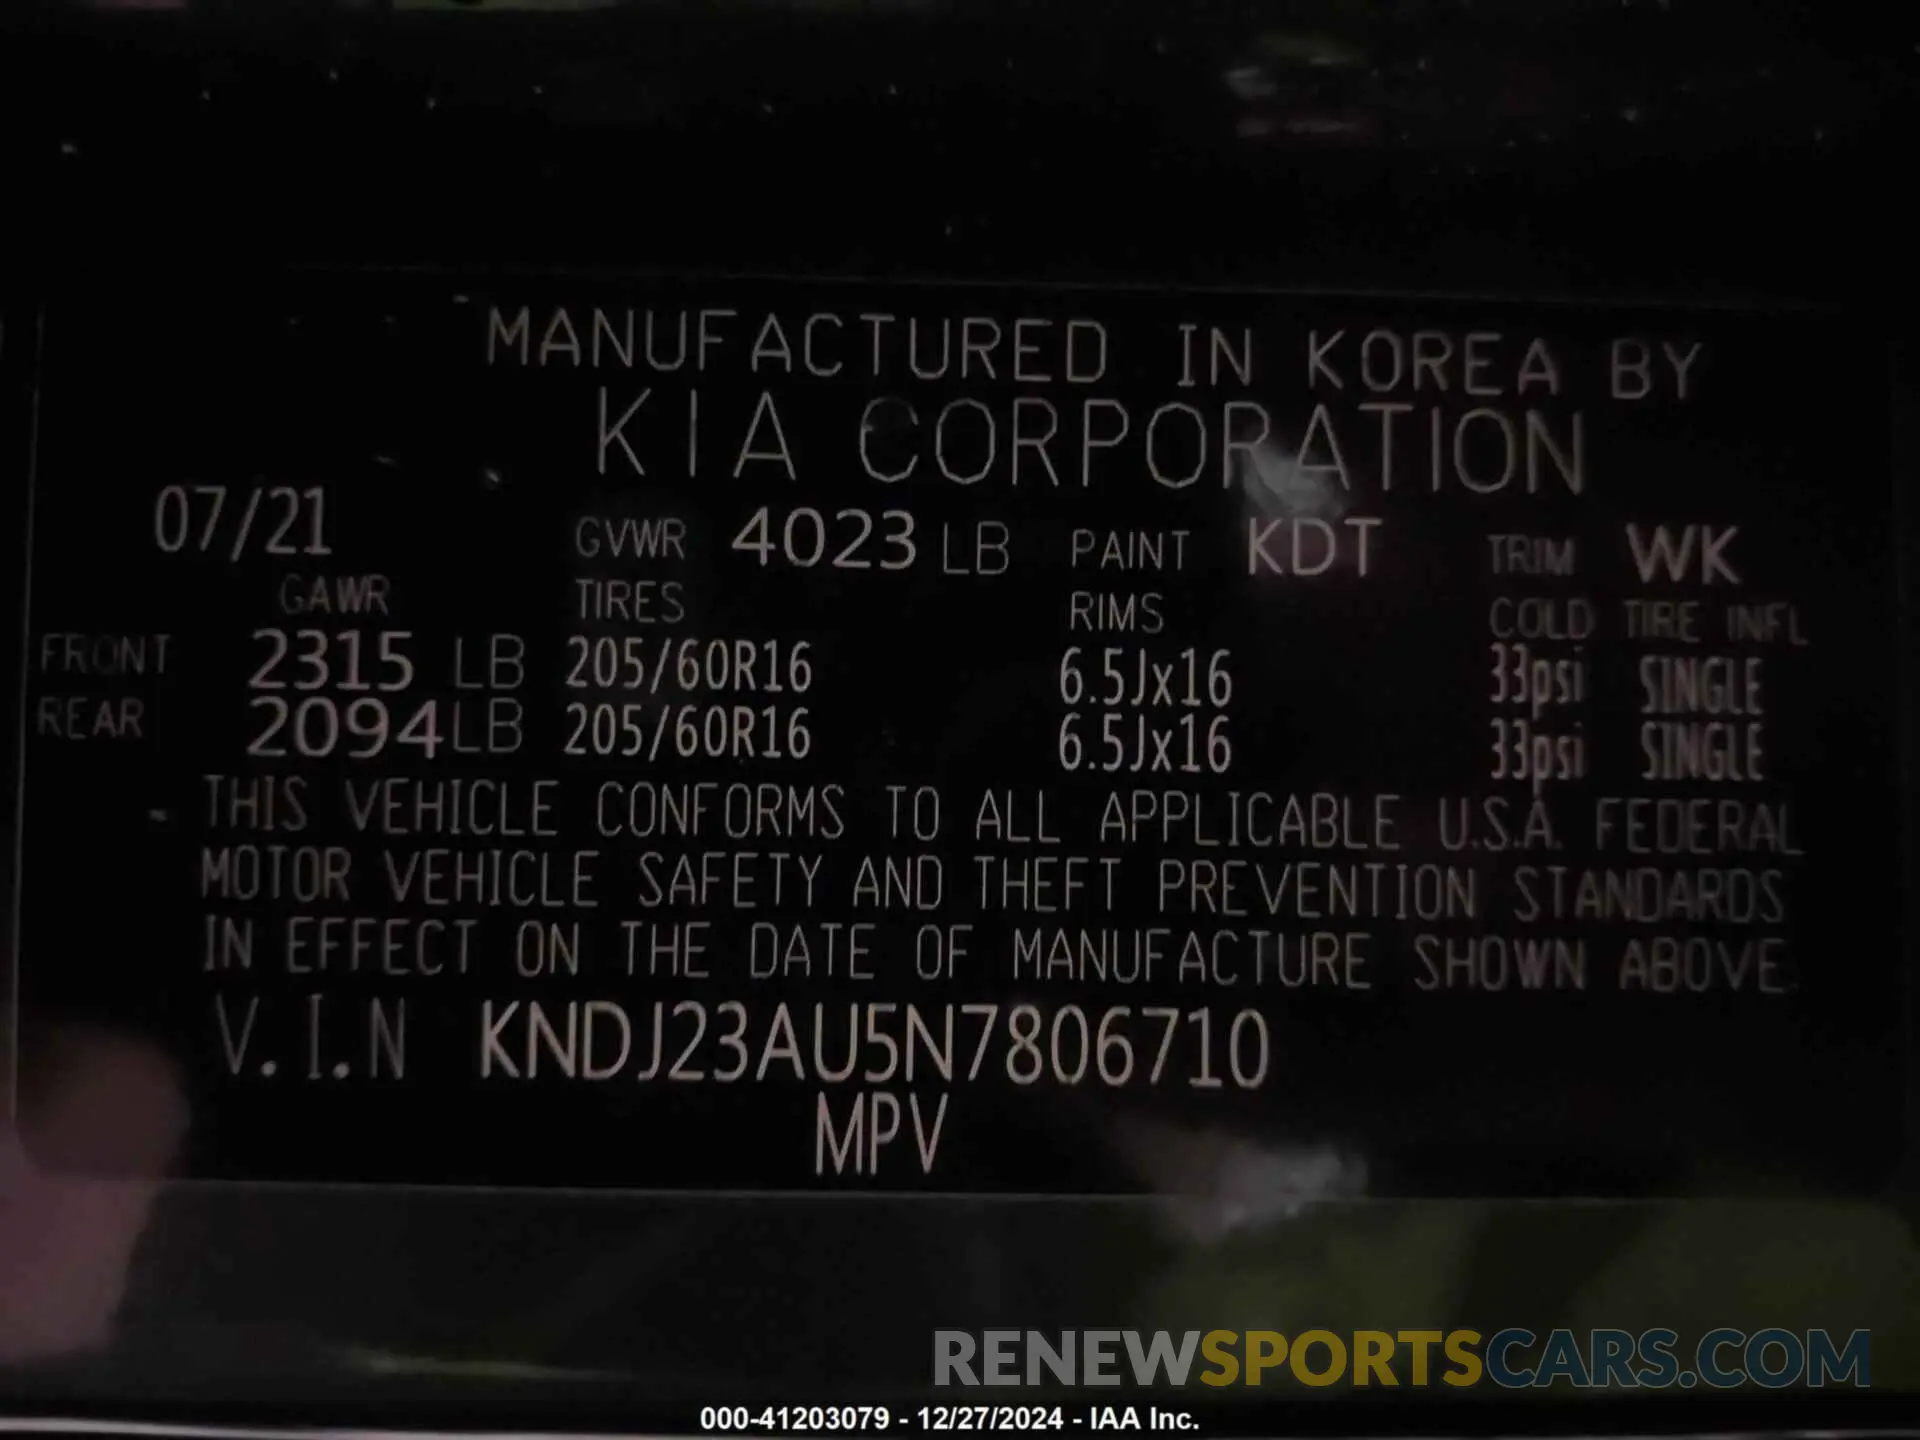 MANUFACTURED IN KOREA BY
KIA CORPORATION
07/21 GVWR 4023 LB PAINT KDT TRIM WK
GAWR TIRES RIMS COLD TIRE INFL
FRONT 2315 LB 205/60R16 6.5Jx16 33psi SINGLE
REAR 2094 LB 205/60R16 6.5Jx16 33psi SINGLE
THIS VEHICLE CONFORMS TO ALL APPLICABLE U.S.A. FEDERAL
MOTOR VEHICLE SAFETY AND THEFT PREVENTION STANDARDS
IN EFFECT ON THE DATE OF MANUFACTURE SHOWN ABOVE.
V.I.N KNDJ23AU5N7806710
MPV
RENEWSPORTSCARS.COM
000-41203079 - 12/27/2024 - IAA Inc.